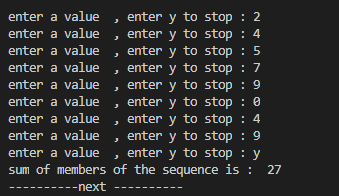 enter a value  , enter y to stop : 2
enter a value  , enter y to stop : 4
enter a value  , enter y to stop : 5
enter a value  , enter y to stop : 7
enter a value  , enter y to stop : 9
enter a value  , enter y to stop : 0
enter a value  , enter y to stop : 4
enter a value  , enter y to stop : 9
enter a value  , enter y to stop : y
sum of members of the sequence is :  27
----------next ----------